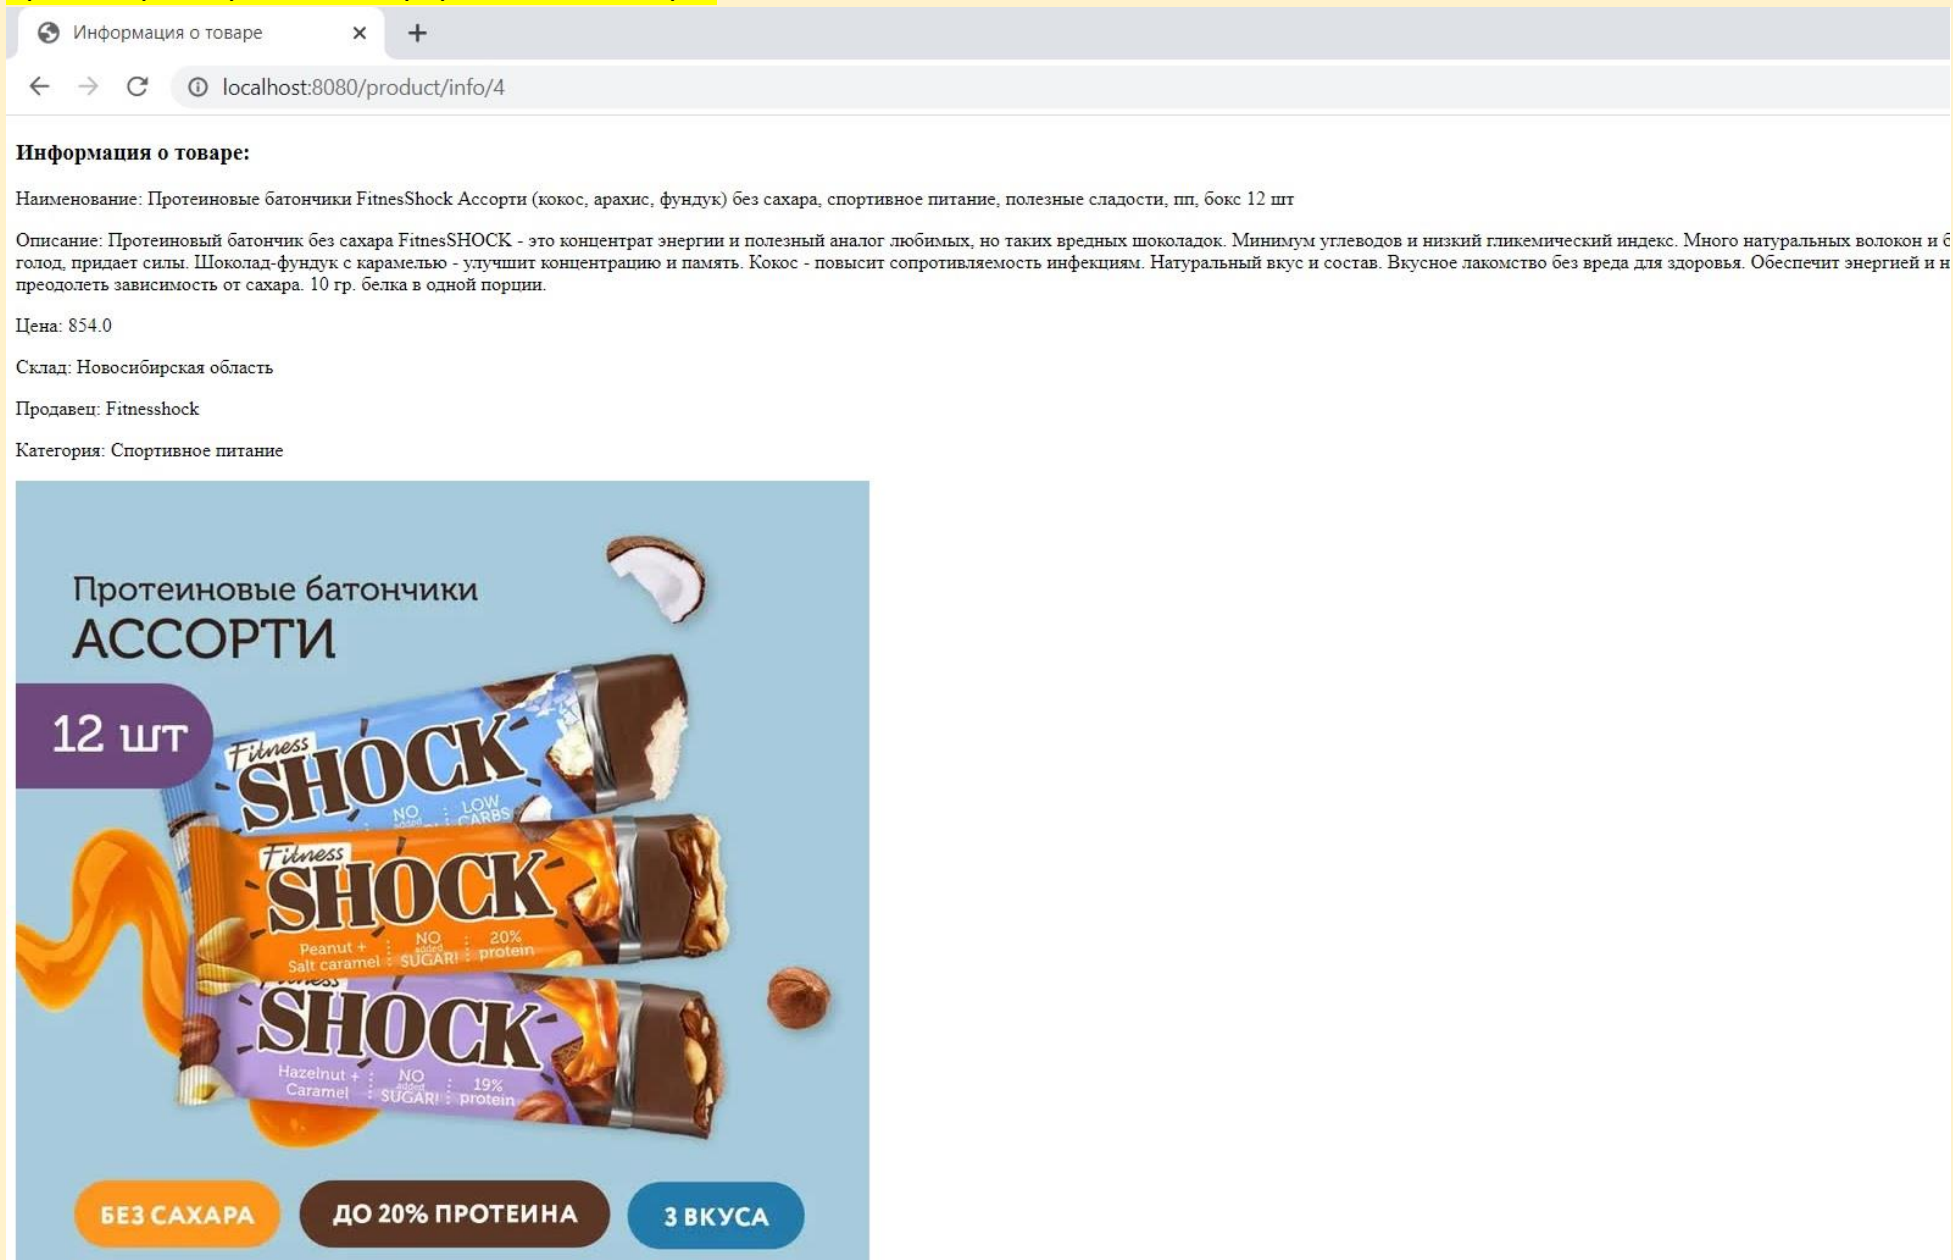 Информация о товаре
localhost:8080/product/info/4
Информация о товаре:
Наименование: Протеиновые батончики FitnesShock Ассорти (кокос, арахис, фундук) без сахара, спортивное питание, полезные сладости, пп, бокс 12 шт
Описание: Протеиновый батончик без сахара FitnesSHOCK - это концентрат энергии и полезный аналог любимых, но таких вредных шоколадок. Минимум углеводов и низкий гликемический индекс. Много натуральных волокон и
голод, придает силы. Шоколад-фундук с карамелью - улучшит концентрацию и память. Кокос - повысит сопротивляемость инфекциям. Натуральный вкус и состав. Вкусное лакомство без вреда для здоровья. Обеспечит энергией и
преодолеть зависимость от сахара. 10 гр. белка в одной порции.
Цена: 854.0
Склад: Новосибирская область
Продавец: Fitnesshock
Категория: Спортивное питание
Протеиновые батончики
АССОРТИ
12 шт
Fitness
SHOCK
NO LOW
added CARBS
Fitness
SHOCK
Peanut + NO 20%
Salt caramel added SUGAR! protein
Fitness
SHOCK
Hazelnut + NO 19%
Caramel added SUGAR! protein
БЕЗ САХАРА
ДО 20% ПРОТЕИНА
3 ВКУСА